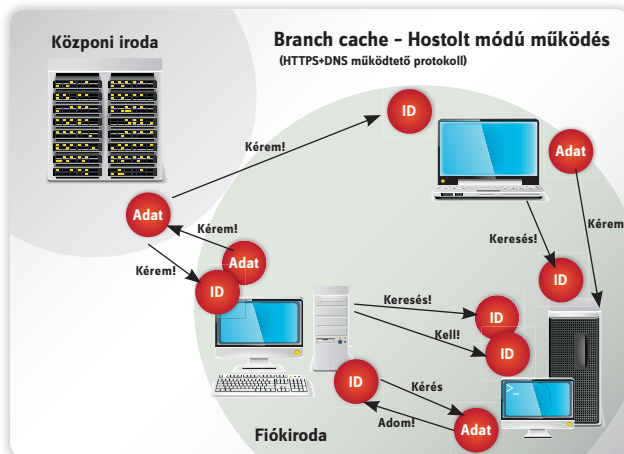 Közponi iroda
Branch cache – Hostolt módú működés
(HTTPS+DNS működtető protokoll)
ID
Kérem!
Adat
Adat
Kérem!
Keresés!
Kérem
Kérem!
Adat
ID
ID
Keresés!
ID
Kell!
ID
ID
Kérés
Adom!
Adat
Fiókiroda